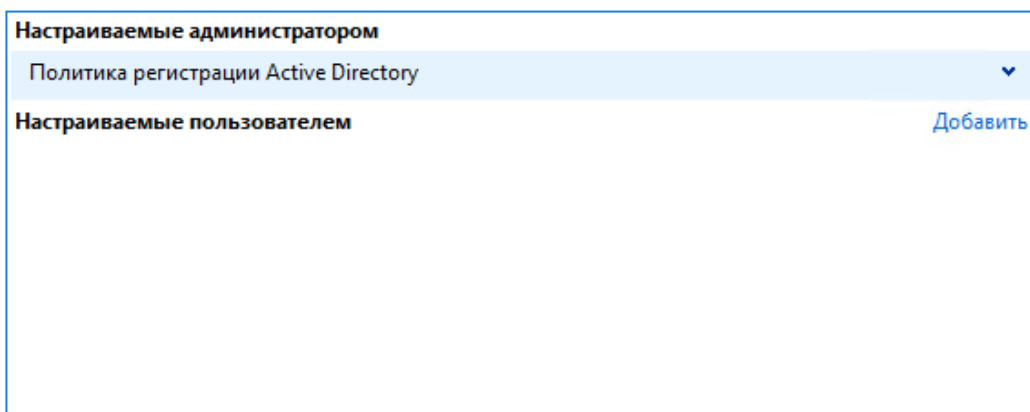 Настраиваемые администратором
Политика регистрации Active Directory
Настраиваемые пользователем Добавить